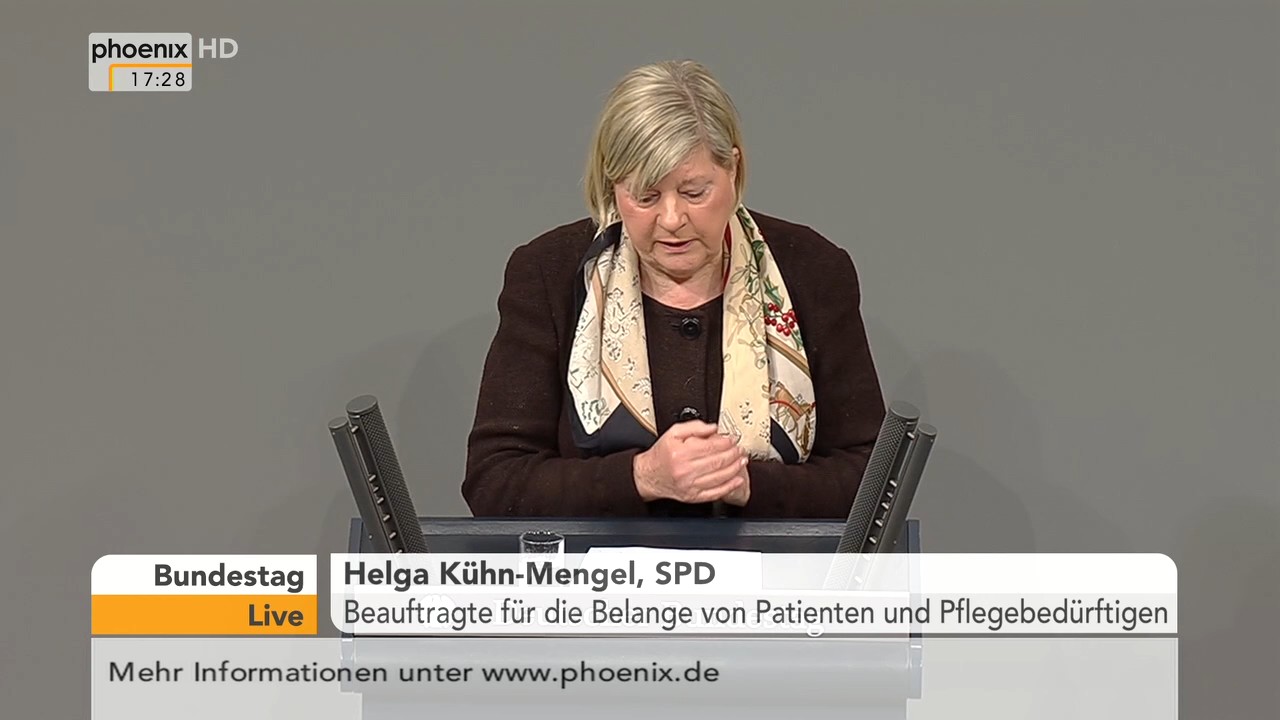 phoenix HD
17:28
Bundestag
Live
Helga Kühn-Mengel, SPD
Beauftragte für die Belange von Patienten und Pflegebedürftigen
Mehr Informationen unter www.phoenix.de